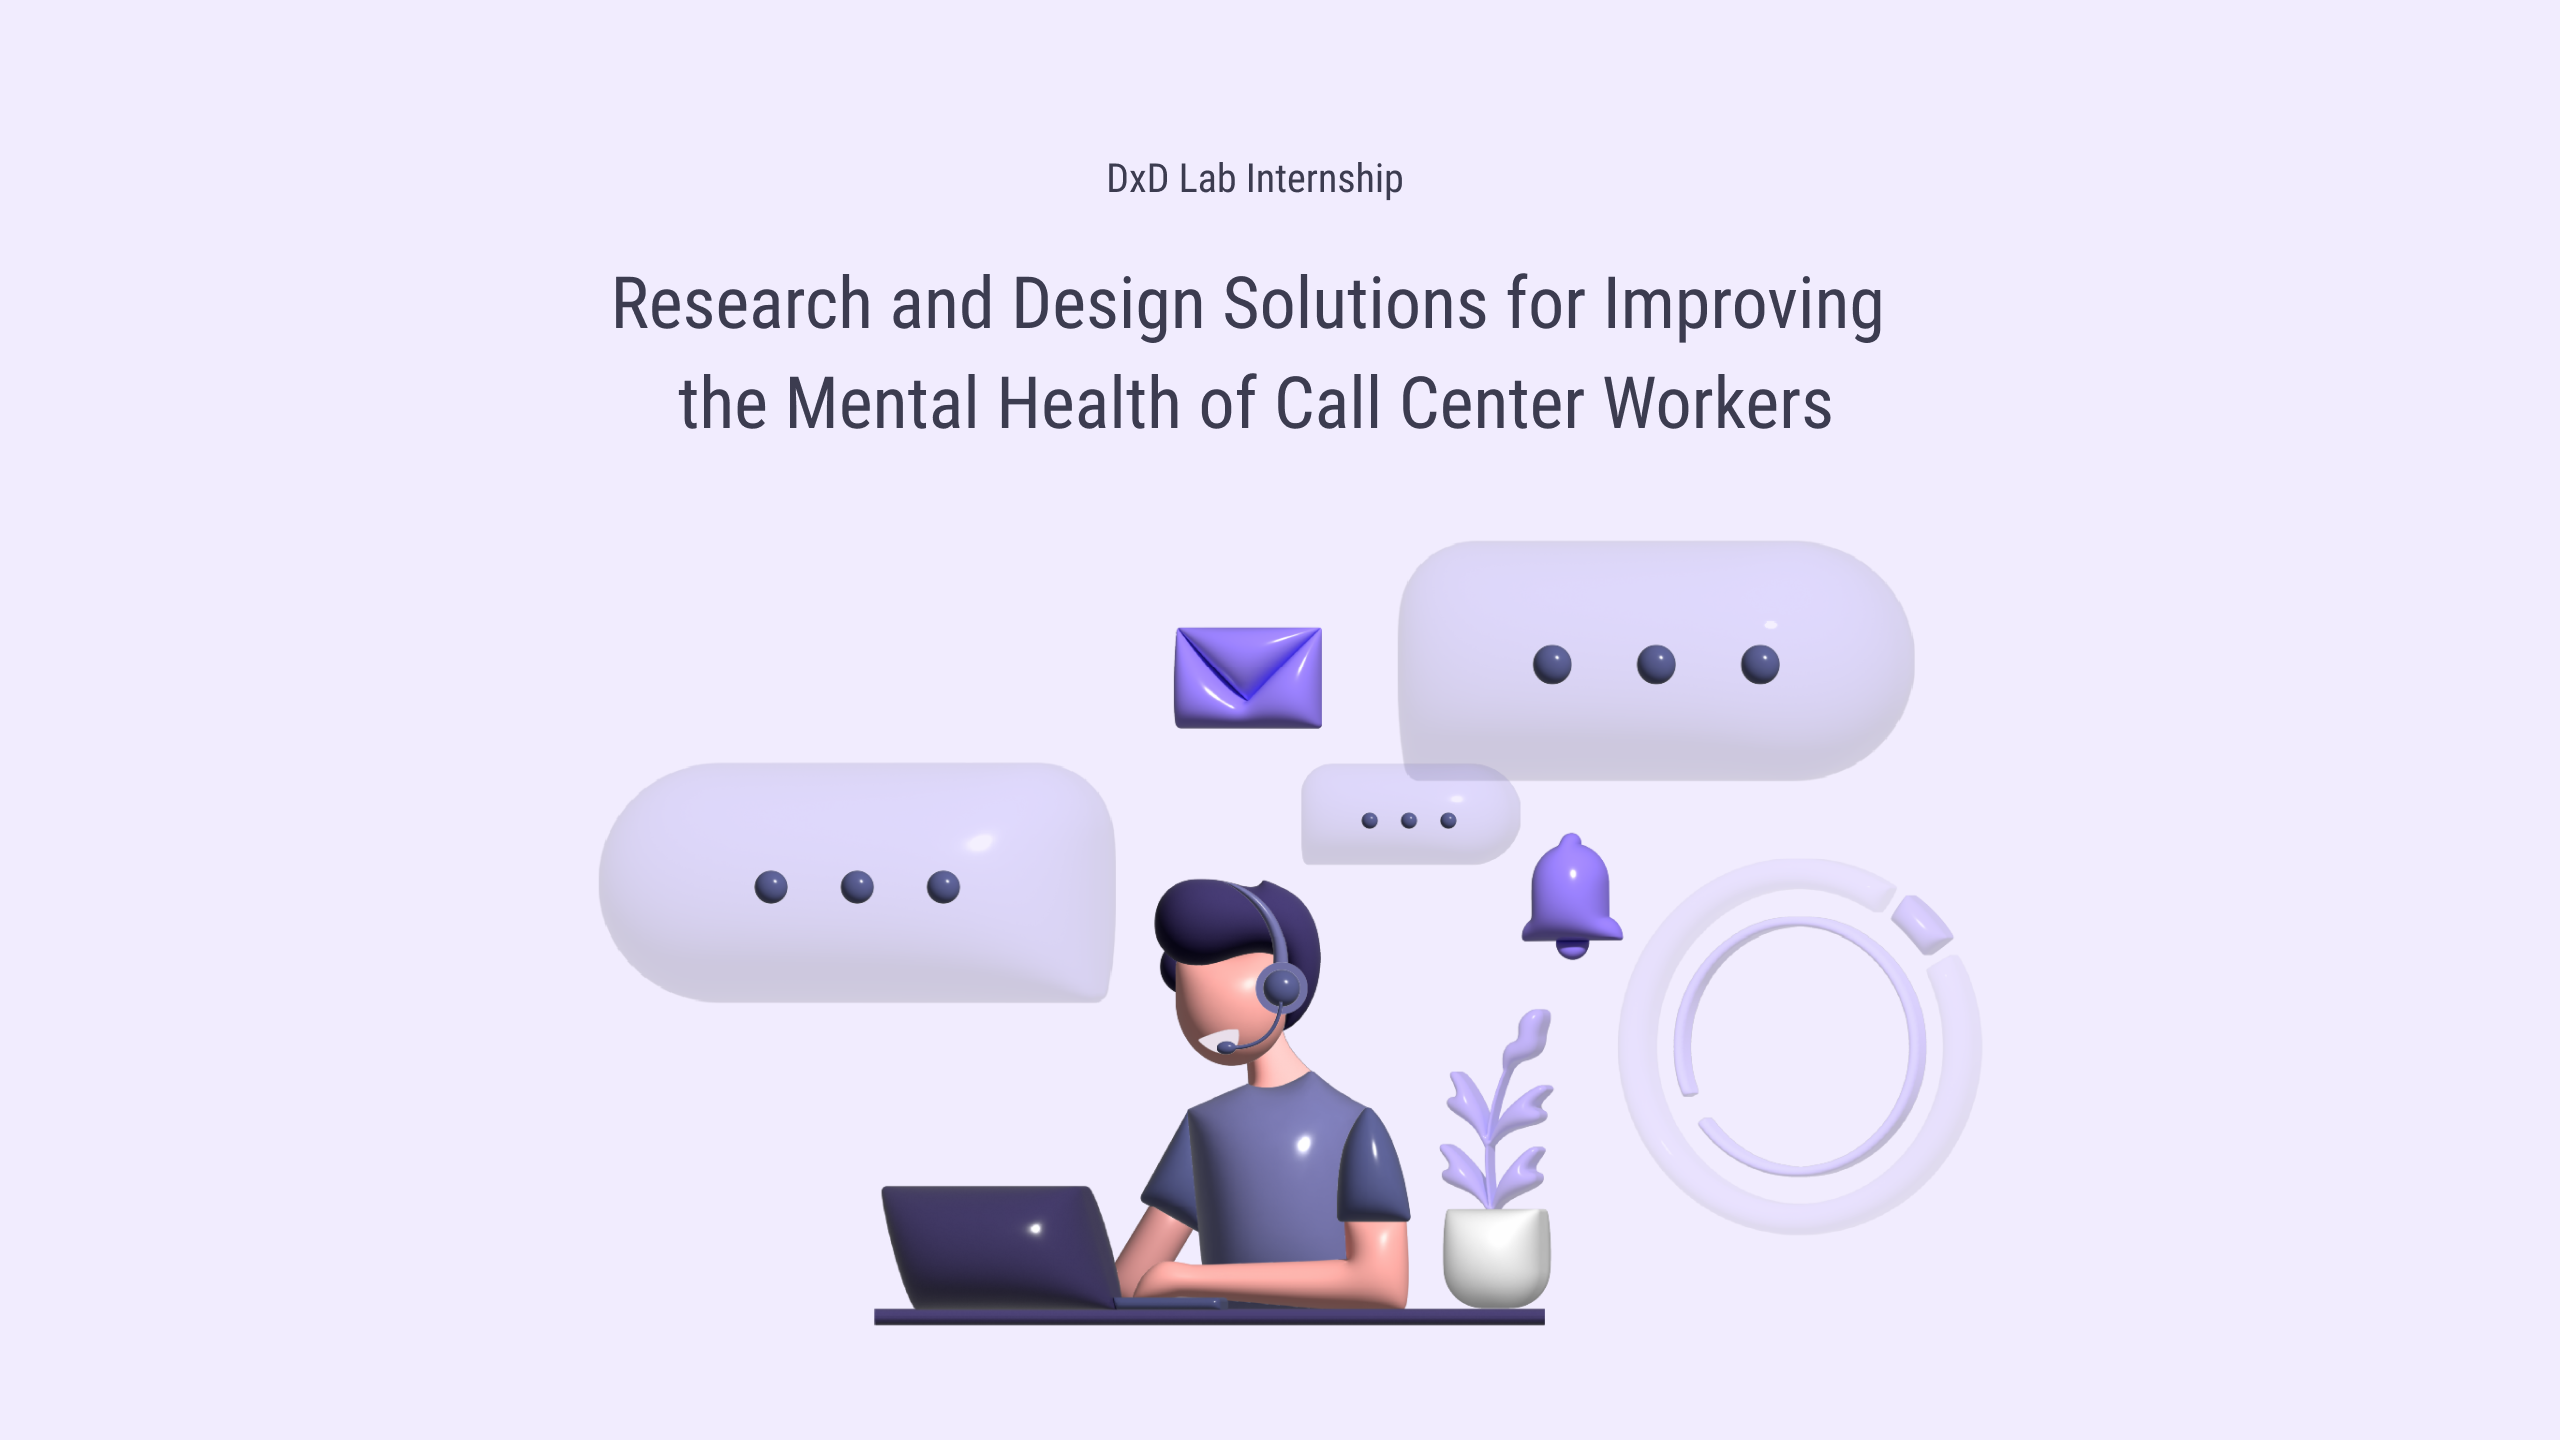 DxD Lab Internship
Research and Design Solutions for Improving
the Mental Health of Call Center Workers